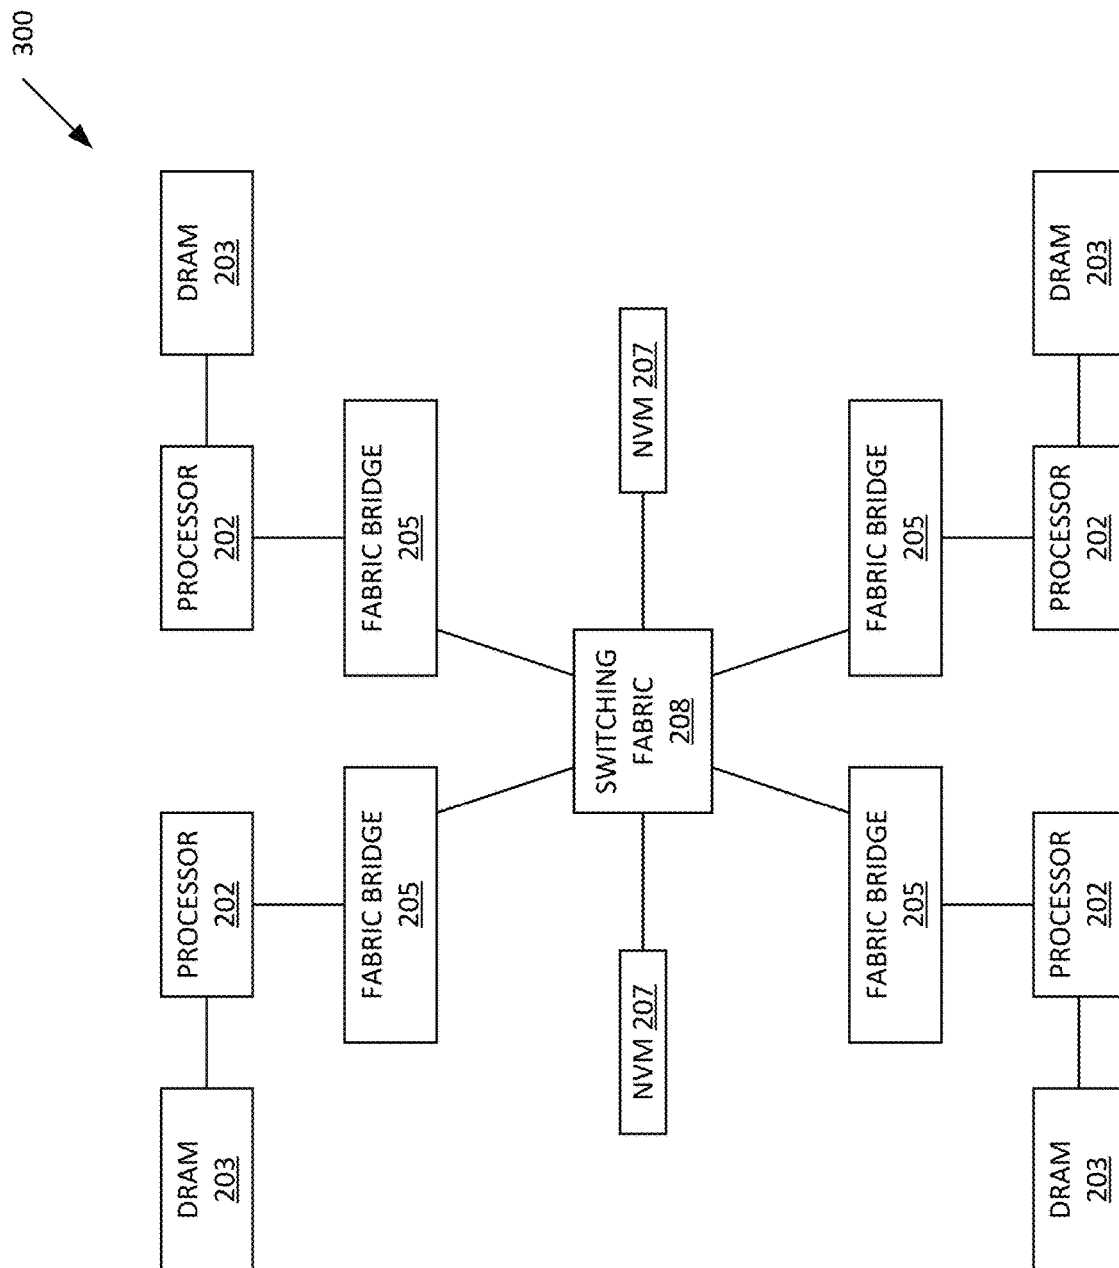 300
DRAM
203
PROCESSOR
202
PROCESSOR
202
DRAM
203
FABRIC BRIDGE
205
FABRIC BRIDGE
205
NVM 207
SWITCHING
FABRIC
208
NVM 207
FABRIC BRIDGE
205
FABRIC BRIDGE
205
DRAM
203
PROCESSOR
202
PROCESSOR
202
DRAM
203